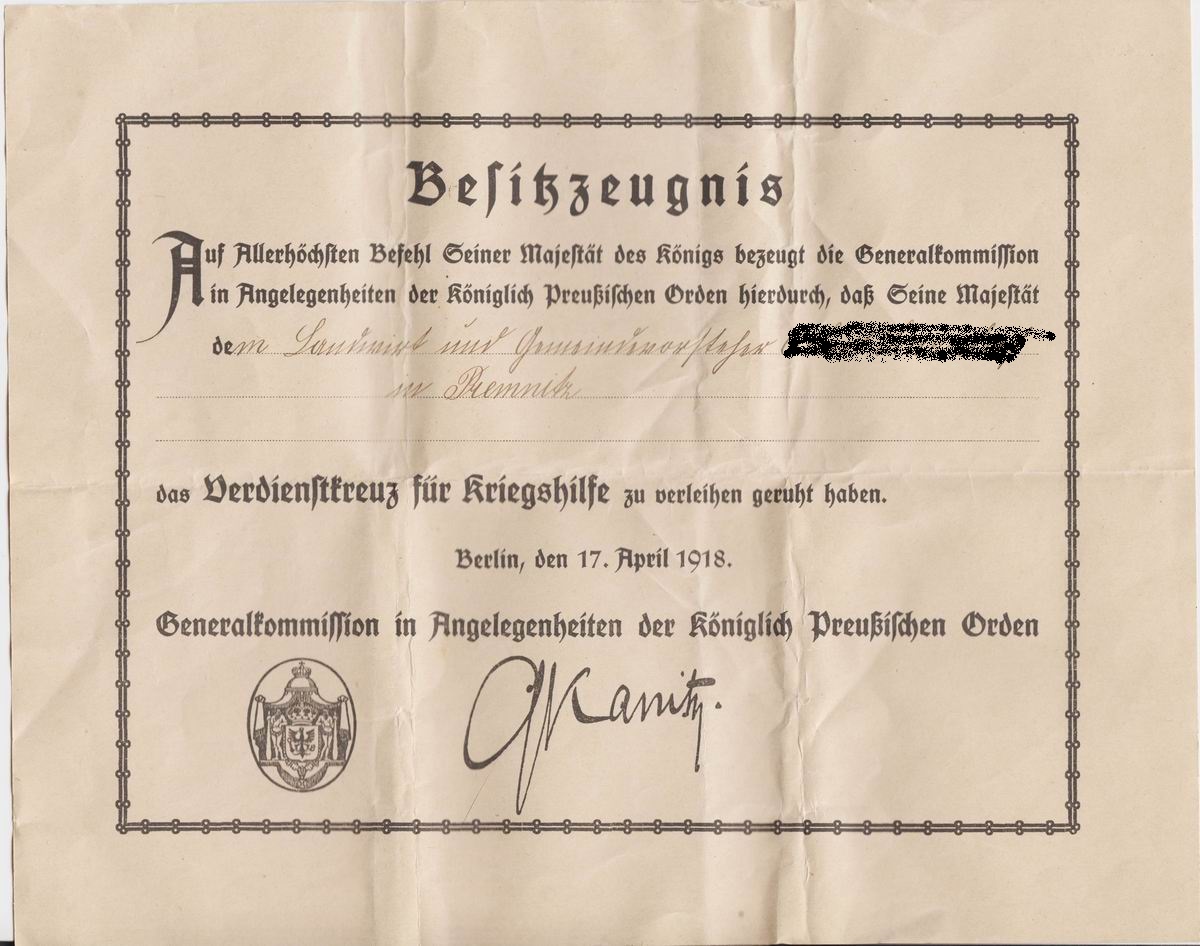 Besitzzeugnis
Auf Allerhöchsten Befehl Seiner Majestät des Königs bezeugt die Generalkommission
in Angelegenheiten der Königlich Preußischen Orden hierdurch, daß Seine Majestät
dem Landwirt und Gemeindevorsteher
in Premnitz
das Verdienstkreuz für Kriegshilfe zu verleihen geruht haben.
Berlin, den 17. April 1918.
Generalkommission in Angelegenheiten der Königlich Preußischen Orden
Kanitz.